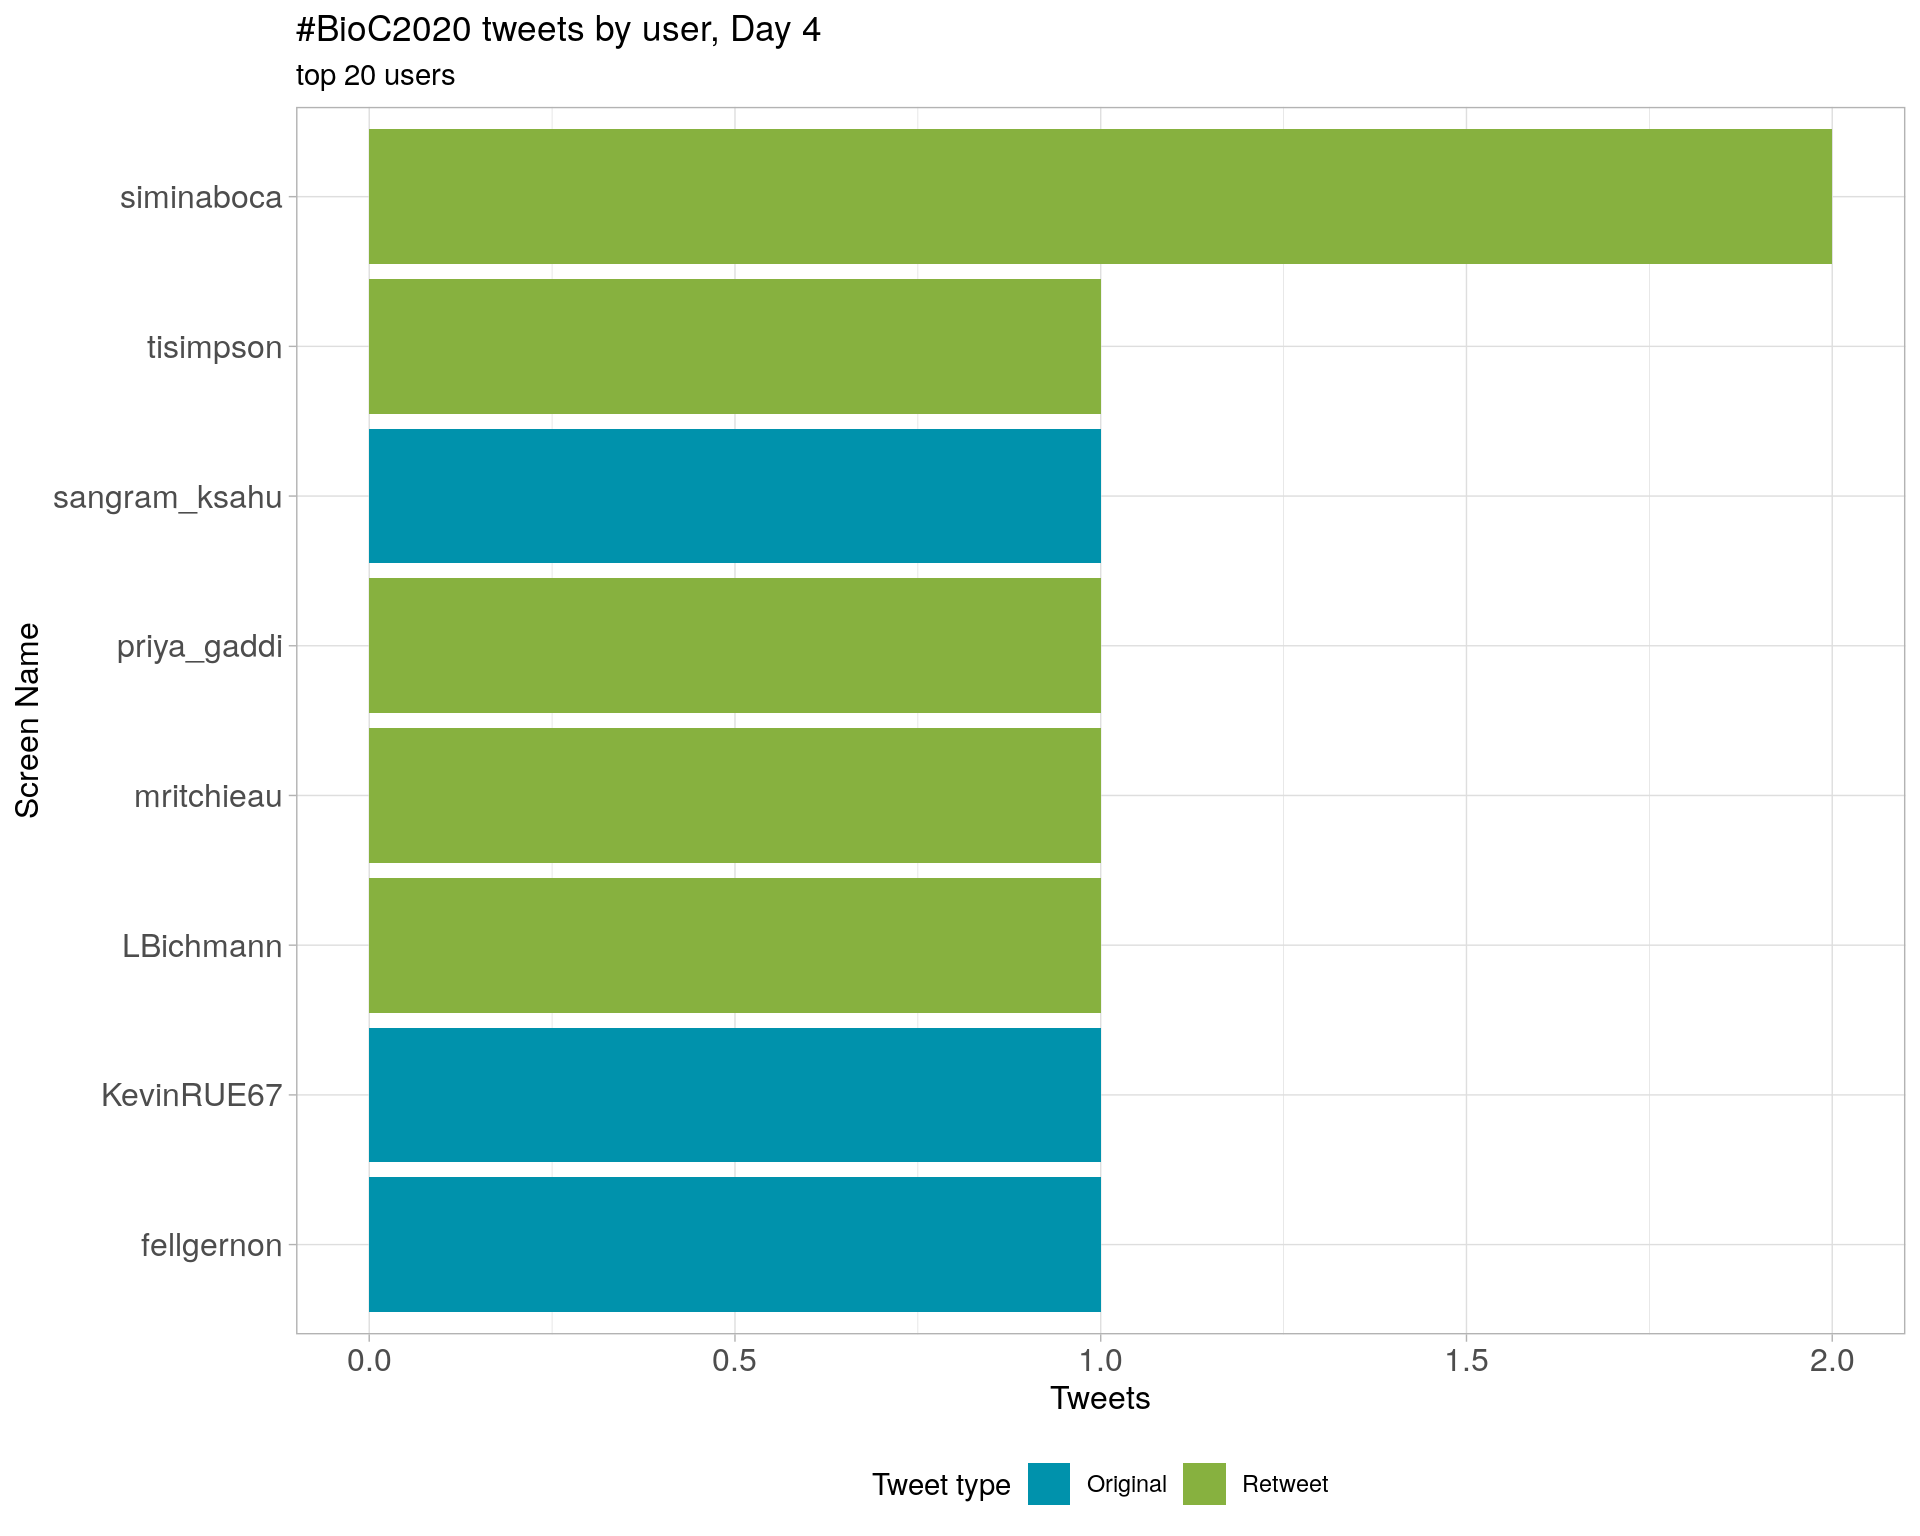 #BioC2020 tweets by user, Day 4
top 20 users
Screen Name
siminaboca
tisimpson
sangram_ksahu
priya_gaddi
mritchieau
LBichmann
KevinRUE67
fellgernon
0.0 0.5 1.0 1.5 2.0
Tweets
Tweet type Original Retweet